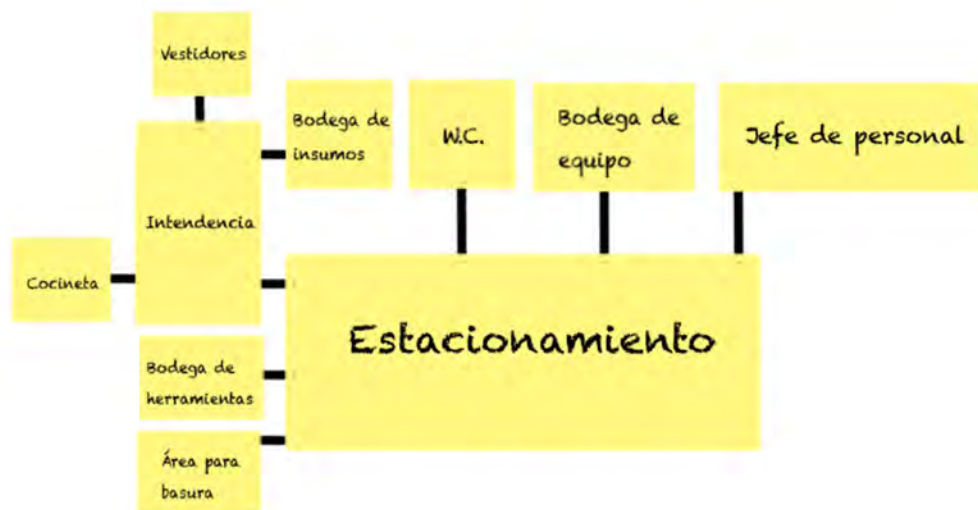 Vestidores
Bodega de
insumos
W.C.
Bodega de
equipo
Jefe de personal
Intendencia
Cocineta
Estacionamiento
Bodega de
herramientas
Área para
basura